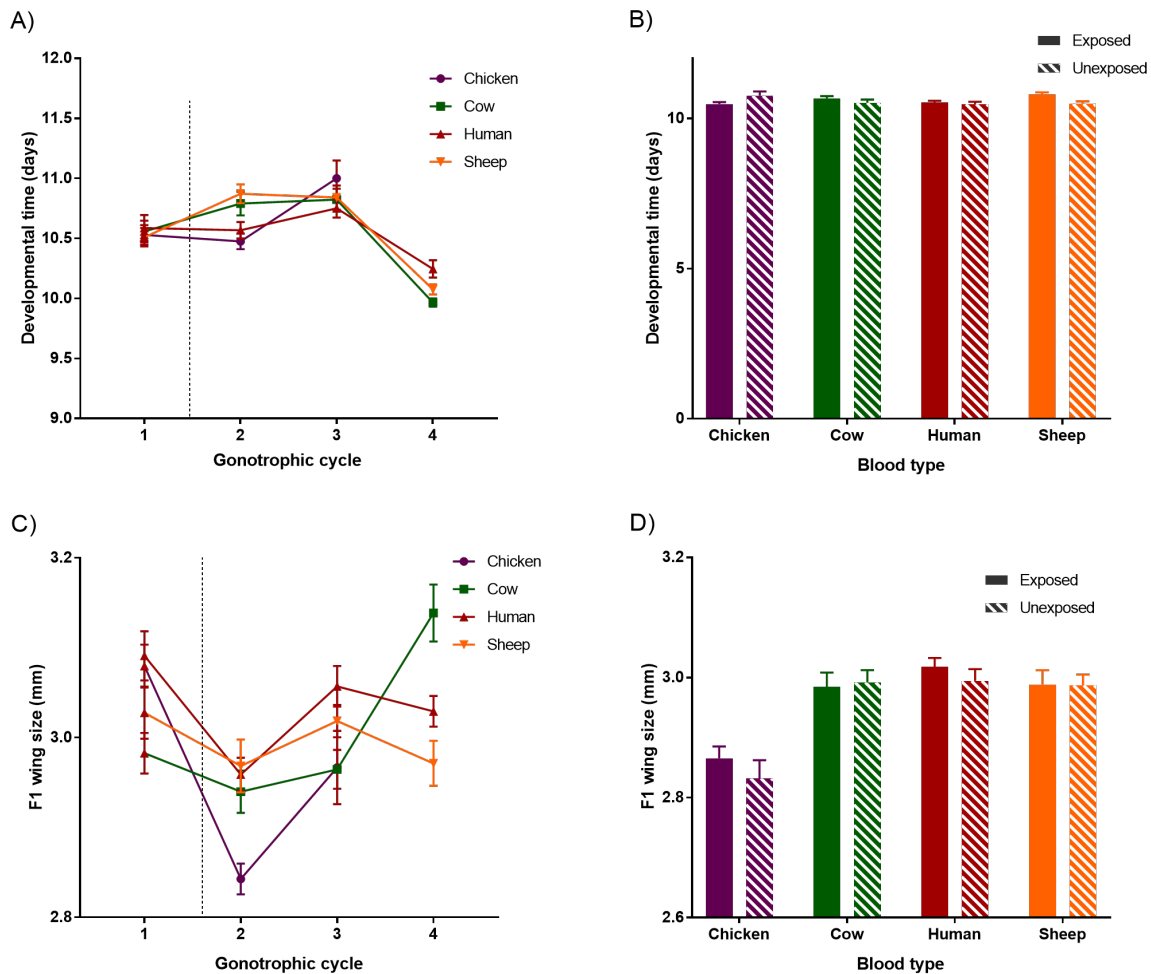 A)
12.0
11.5
11.0
10.5
10.0
9.5
9.0
Developmental time (days)
1 2 3 4
Gonotrophic cycle
Chicken
Cow
Human
Sheep
B)
Exposed
Unexposed
10
5
0
Developmental time (days)
Chicken Cow Human Sheep
Blood type
C)
3.2
3.0
2.8
F1 wing size (mm)
1 2 3 4
Gonotrophic cycle
Chicken
Cow
Human
Sheep
D)
Exposed
Unexposed
3.2
3.0
2.8
2.6
F1 wing size (mm)
Chicken Cow Human Sheep
Blood type